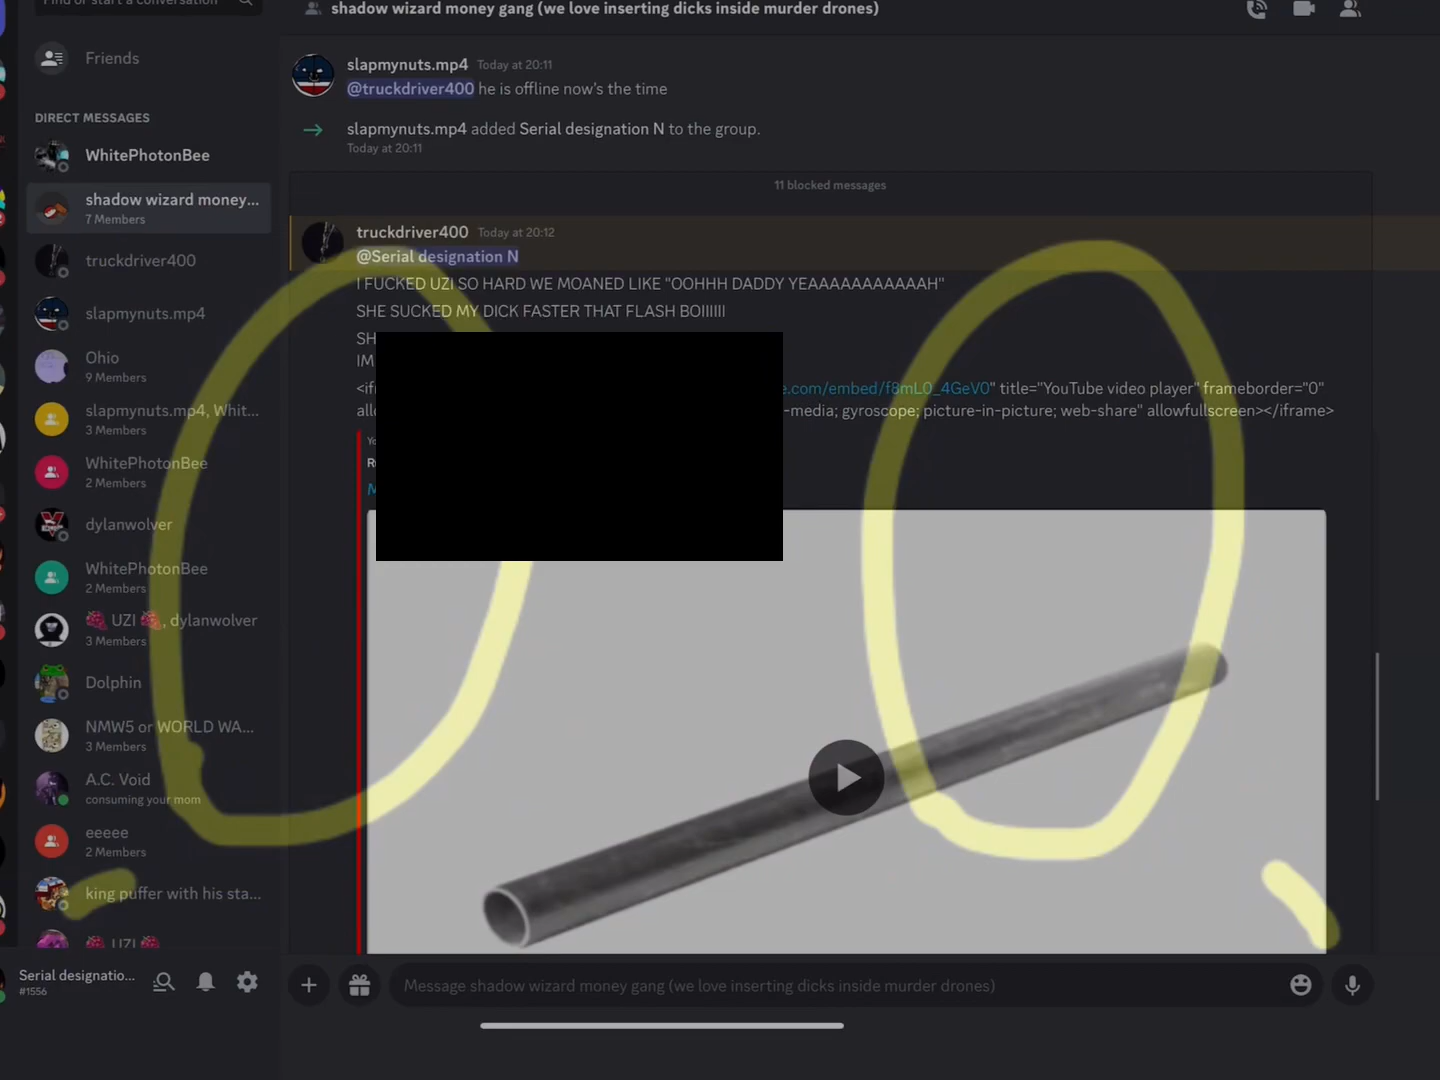 Find or start a conversation
Friends
DIRECT MESSAGES
WhitePhotonBee
shadow wizard money...
7 Members
truckdriver400
slapmynuts.mp4
Ohio
9 Members
slapmynuts.mp4, Whit...
3 Members
WhitePhotonBee
2 Members
dylanwolver
WhitePhotonBee
2 Members
🍇 UZI 🍇, dylanwolver
3 Members
Dolphin
NMW5 or WORLD WA...
3 Members
A.C. Void
consuming your mom
eeeee
2 Members
king puffer with his sta...
🍇 UZI 🍇
Serial designatio...
#1556
shadow wizard money gang (we love inserting dicks inside murder drones)
slapmynuts.mp4 Today at 20:11
@truckdriver400 he is offline now's the time
slapmynuts.mp4 added Serial designation N to the group.
Today at 20:11
11 blocked messages
truckdriver400 Today at 20:12
@Serial designation N
I FUCKED UZI SO HARD WE MOANED LIKE "OOHHH DADDY YEAAAAAAAAAAAH"
SHE SUCKED MY DICK FASTER THAT FLASH BOIIIIII
e.com/embed/f8mL0_4GeV0" title="YouTube video player" frameborder="0"
-media; gyroscope; picture-in-picture; web-share" allowfullscreen></iframe>
Message shadow wizard money gang (we love inserting dicks inside murder drones)